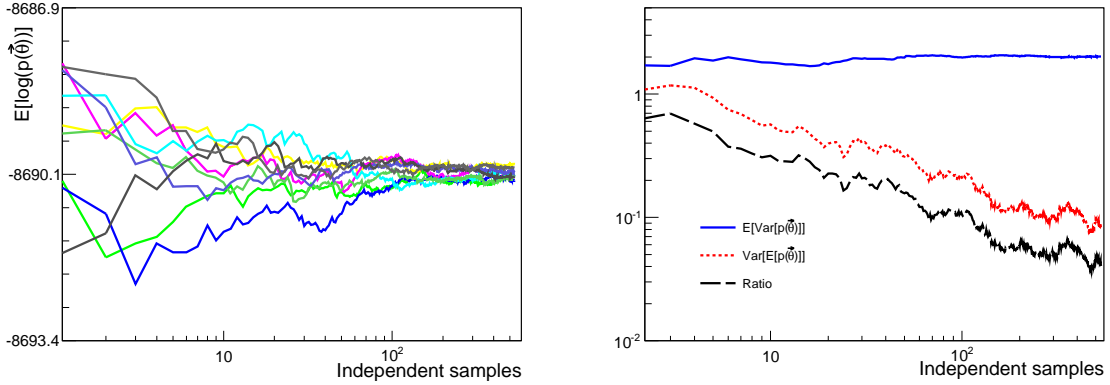 E[log(p(θ⃗))]
-8686.9
-8690.1
-8693.4
10
10²
Independent samples
1
10⁻¹
10⁻²
E[Var[p(θ⃗)]]
Var[E[p(θ⃗)]]
Ratio
10
10²
Independent samples